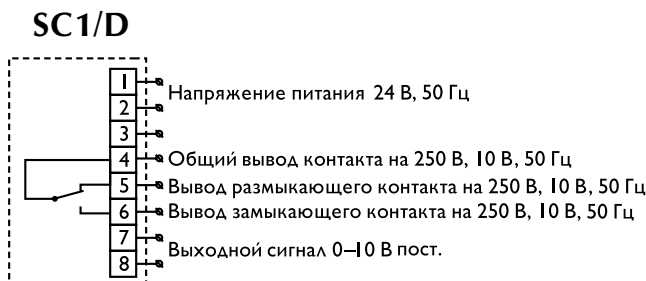 SC1/D
1
Напряжение питания 24 В, 50 Гц
2
3
4 Общий вывод контакта на 250 В, 10 В, 50 Гц
5 Вывод размыкающего контакта на 250 В, 10 В, 50 Гц
6 Вывод замыкающего контакта на 250 В, 10 В, 50 Гц
7
Выходной сигнал 0–10 В пост.
8